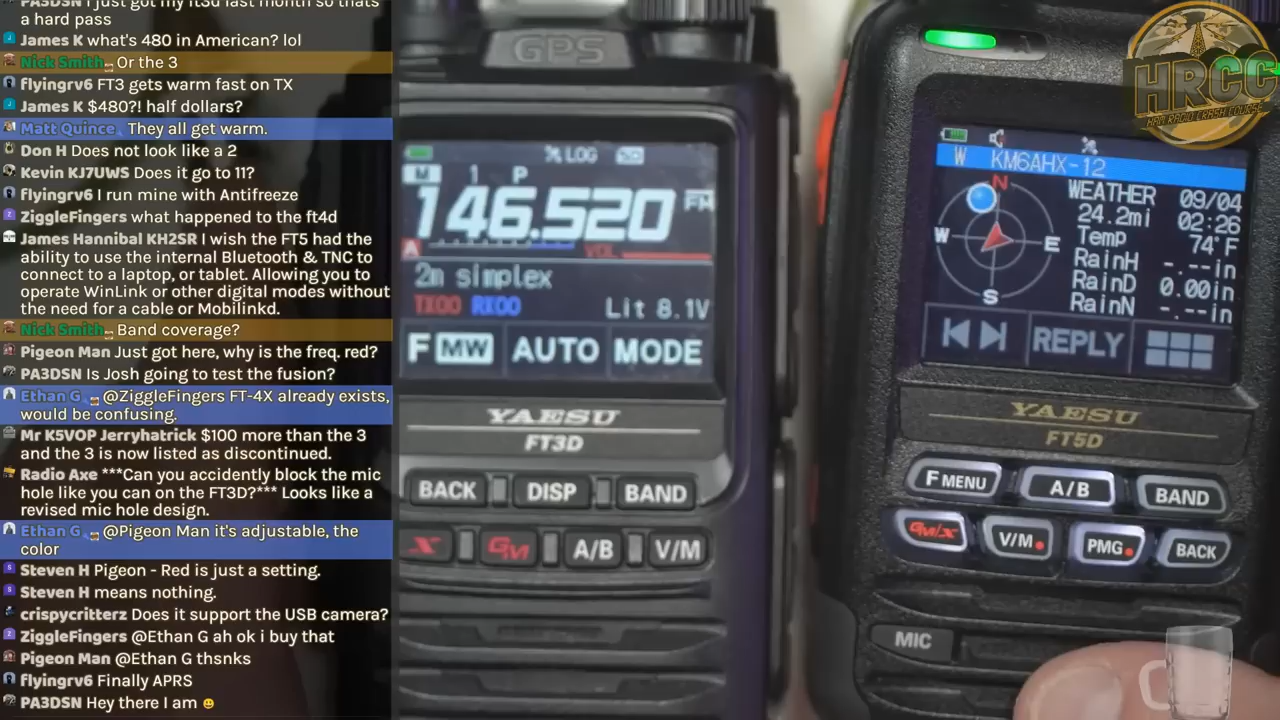 PA3DSN I just got my ft3d last month so thats
a hard pass
James K what's 480 in American? lol
Nick Smith Or the 3
flyingrv6 FT3 gets warm fast on TX
James K $480?! half dollars?
Matt Quince They all get warm.
Don H Does not look like a 2
Kevin KJ7UWS Does it go to 11?
flyingrv6 I run mine with Antifreeze
ZiggleFingers what happened to the ft4d
James Hannibal KH2SR I wish the FT5 had the
ability to use the internal Bluetooth & TNC to
connect to a laptop, or tablet. Allowing you to
operate WinLink or other digital modes without
the need for a cable or Mobilinkd.
Nick Smith Band coverage?
Pigeon Man Just got here, why is the freq. red?
PA3DSN Is Josh going to test the fusion?
Ethan G @ZiggleFingers FT-4X already exists,
would be confusing.
Mr K5VOP Jerryhatrick $100 more than the 3
and the 3 is now listed as discontinued.
Radio Axe ***Can you accidently block the mic
hole like you can on the FT3D?*** Looks like a
revised mic hole design.
Ethan G @Pigeon Man it's adjustable, the
color
Steven H Pigeon - Red is just a setting.
Steven H means nothing.
crispycritterz Does it support the USB camera?
ZiggleFingers @Ethan G ah ok i buy that
Pigeon Man @Ethan G thsnks
flyingrv6 Finally APRS
PA3DSN Hey there I am
GPS
LOG
M 1 P
146.520 FM
A VOL
2m simplex
TX00 RX00 Lit 8.1V
F MW AUTO MODE
YAESU
FT3D
BACK DISP BAND
X GM A/B V/M
HRCC
HAM RADIO CRASH COURSE
W KM6AHX-12
N
W E
S
WEATHER 09/04
24.2mi 02:26
Temp 74°F
RainH -.--in
RainD 0.00in
RainN -.--in
REPLY
YAESU
FT5D
F MENU A/B BAND
GM/X V/M PMG BACK
MIC